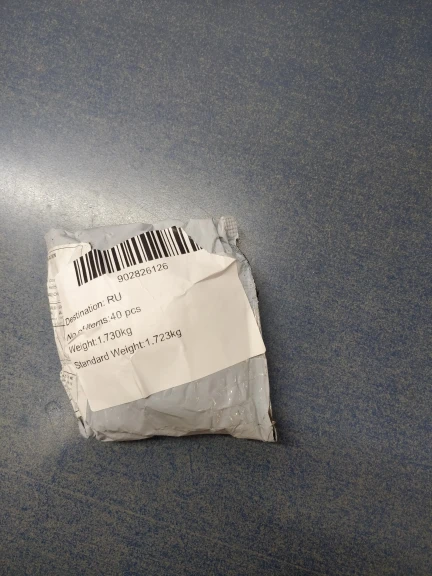 902826126
Destination: RU
No of Items:40 pcs
Weight:1.730kg
Standard Weight:1.723kg